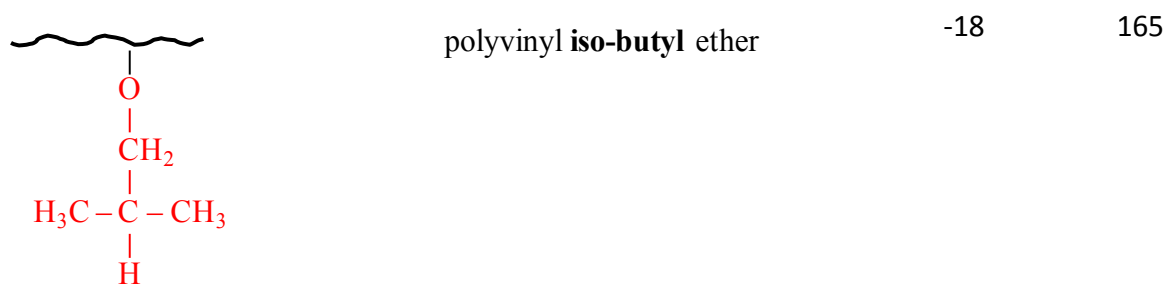 polyvinyl iso-butyl ether -18 165
O
CH₂
H₃C – C – CH₃
H